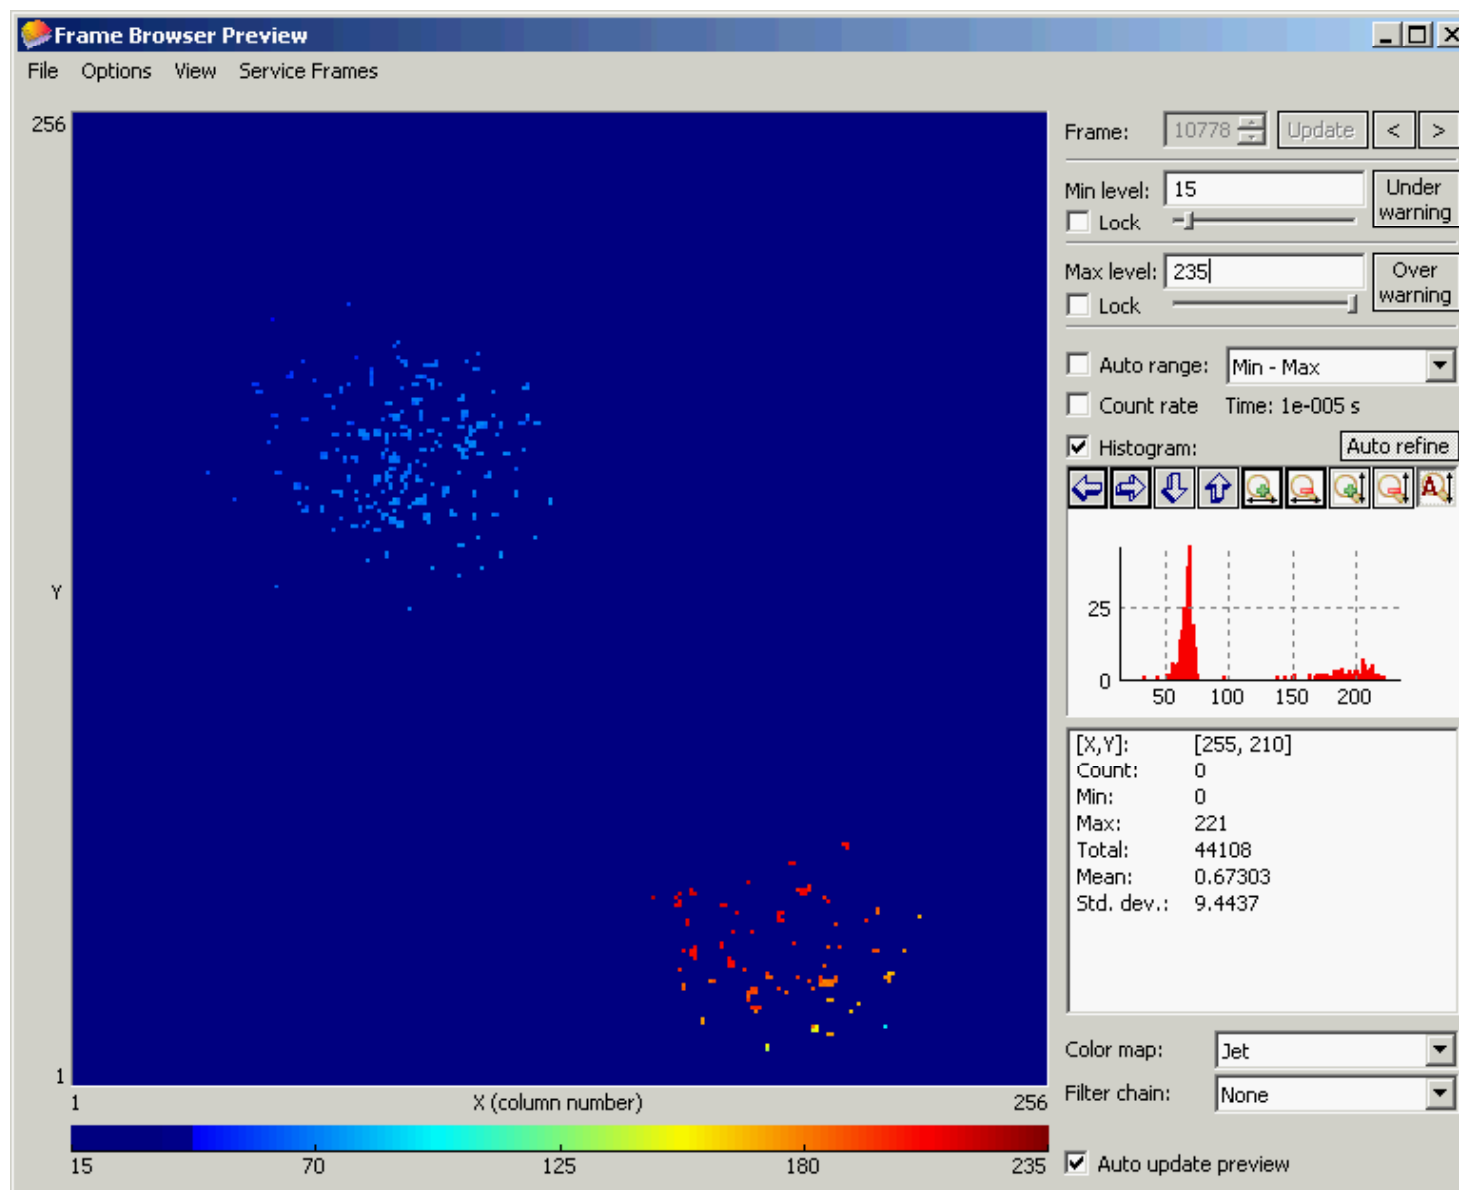 Frame Browser Preview
File Options View Service Frames
256
Y
1
1 X (column number) 256
15 70 125 180 235
Frame: 10778 Update < >
Min level: 15 Under warning
Lock
Max level: 235 Over warning
Lock
Auto range: Min - Max
Count rate Time: 1e-005 s
Histogram: Auto refine
A
25
0
50 100 150 200
[X,Y]: [255, 210]
Count: 0
Min: 0
Max: 221
Total: 44108
Mean: 0.67303
Std. dev.: 9.4437
Color map: Jet
Filter chain: None
Auto update preview